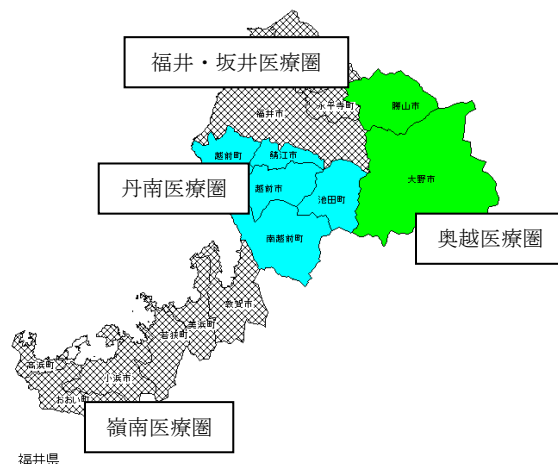 福井・坂井医療圏
永平寺町
勝山市
福井市
越前町
鯖江市
丹南医療圏
越前市
池田町
大野市
南越前町
奥越医療圏
敦賀市
美浜町
若狭町
高浜町
小浜市
おおい町
嶺南医療圏
福井県